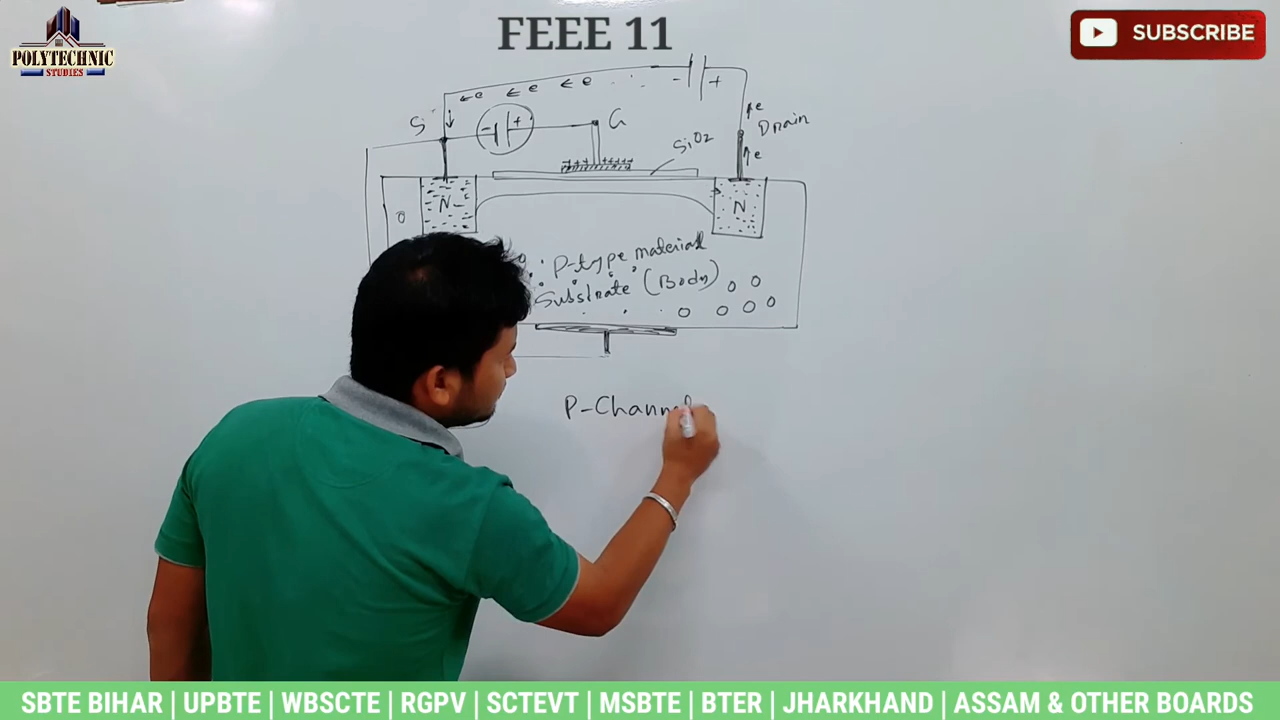 FEEE 11
POLYTECHNIC
STUDIES
SUBSCRIBE
- +
e e e
e
S - + G
Drain
e
SiO2
N N
P-type material
Substrate (Body)
P-Channel
SBTE BIHAR | UPBTE | WBSCTE | RGPV | SCTEVT | MSBTE | BTER | JHARKHAND | ASSAM & OTHER BOARDS